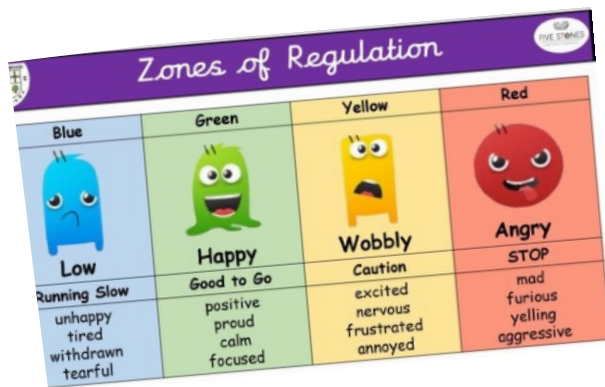 Zones of Regulation
FIVE STONES
Blue Green Yellow Red
Low Happy Wobbly Angry
Running Slow Good to Go Caution STOP
unhappy positive excited mad
tired proud nervous furious
withdrawn calm frustrated yelling
tearful focused annoyed aggressive